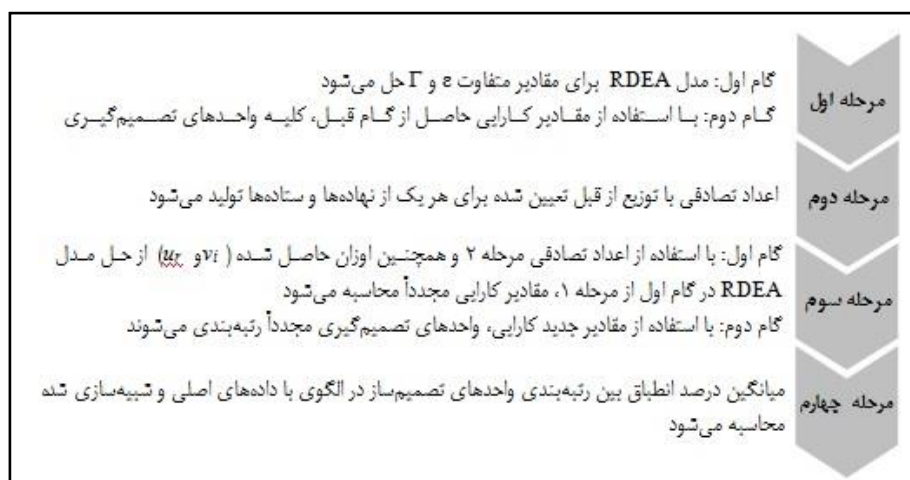 مرحله اول
گام اول: مدل RDEA برای مقادیر متفاوت ε و Γ حل می‌شود
گام دوم: با استفاده از مقادیر کارایی حاصل از گام قبل، کلیه واحدهای تصمیم‌گیری
مرحله دوم
اعداد تصادفی با توزیع از قبل تعیین شده برای هر یک از نهاده‌ها و ستاده‌ها تولید می‌شود
مرحله سوم
گام اول: با استفاده از اعداد تصادفی مرحله ۲ و همچنین اوزان حاصل شده ( vi و ur) از حل مدل
RDEA در گام اول از مرحله ۱، مقادیر کارایی مجدداً محاسبه می‌شود
گام دوم: با استفاده از مقادیر جدید کارایی، واحدهای تصمیم‌گیری مجدداً رتبه‌بندی می‌شوند
مرحله چهارم
میانگین درصد انطباق بین رتبه‌بندی واحدهای تصمیم‌ساز در الگوی با داده‌های اصلی و شبیه‌سازی شده
محاسبه می‌شود